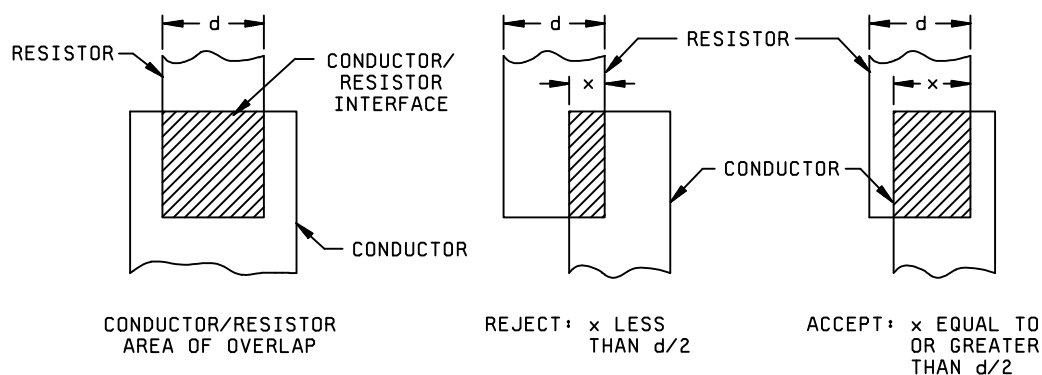 d
RESISTOR
CONDUCTOR/
RESISTOR
INTERFACE
CONDUCTOR
CONDUCTOR/RESISTOR
AREA OF OVERLAP
d
RESISTOR
x
CONDUCTOR
REJECT: x LESS
THAN d/2
d
x
ACCEPT: x EQUAL TO
OR GREATER
THAN d/2